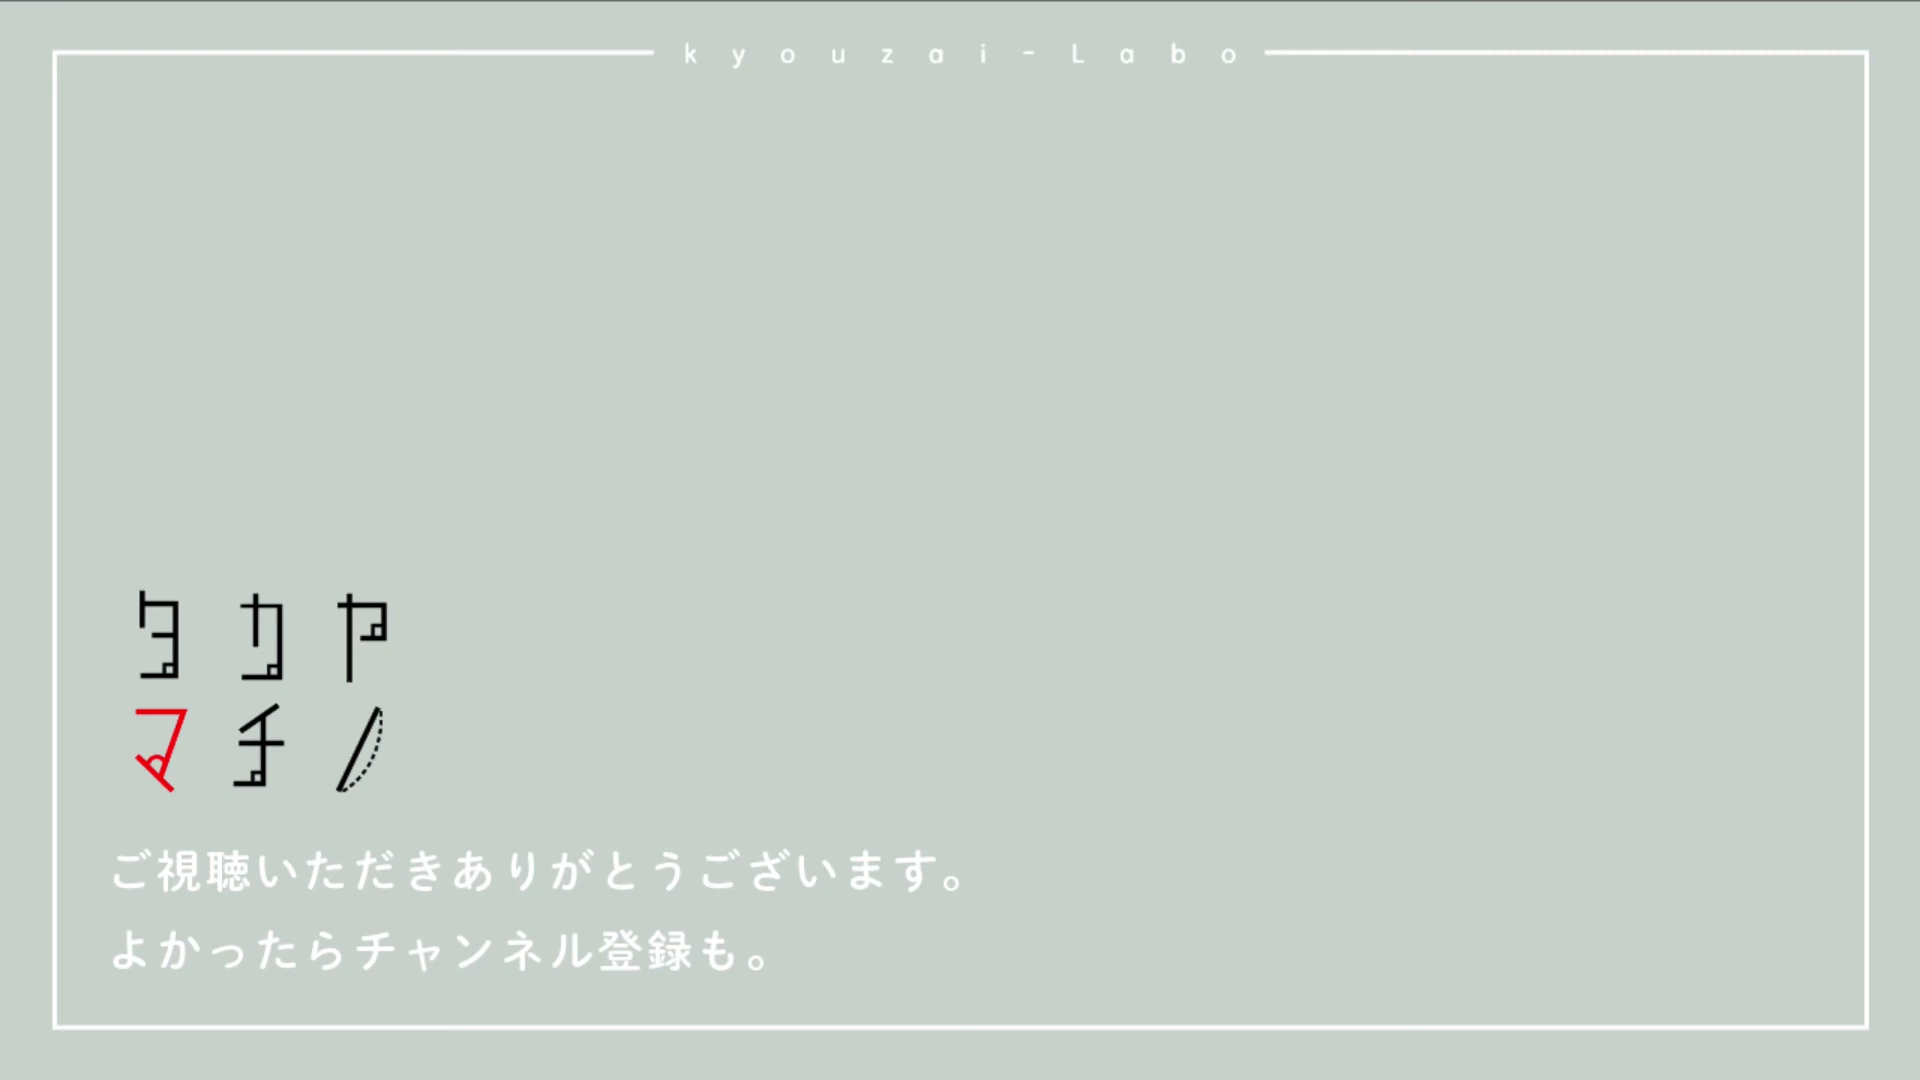 kyouzai-Labo
タカヤ
マチノ
ご視聴いただきありがとうございます。
よかったらチャンネル登録も。